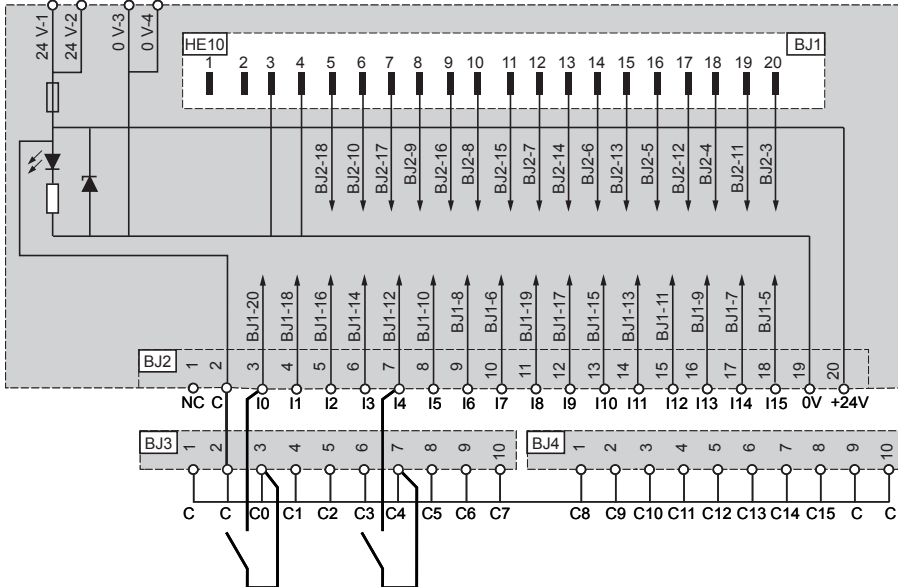 24 V-1
24 V-2
0 V-3
0 V-4
HE10
BJ1
1 2 3 4 5 6 7 8 9 10 11 12 13 14 15 16 17 18 19 20
BJ2-18
BJ2-10
BJ2-17
BJ2-9
BJ2-16
BJ2-8
BJ2-15
BJ2-7
BJ2-14
BJ2-6
BJ2-13
BJ2-5
BJ2-12
BJ2-4
BJ2-11
BJ2-3
BJ1-20
BJ1-18
BJ1-16
BJ1-14
BJ1-12
BJ1-10
BJ1-8
BJ1-6
BJ1-19
BJ1-17
BJ1-15
BJ1-13
BJ1-11
BJ1-9
BJ1-7
BJ1-5
BJ2
1 2 3 4 5 6 7 8 9 10 11 12 13 14 15 16 17 18 19 20
NC C I0 I1 I2 I3 I4 I5 I6 I7 I8 I9 I10 I11 I12 I13 I14 I15 0V +24V
BJ3
1 2 3 4 5 6 7 8 9 10
BJ4
1 2 3 4 5 6 7 8 9 10
C C C0 C1 C2 C3 C4 C5 C6 C7
C8 C9 C10 C11 C12 C13 C14 C15 C C